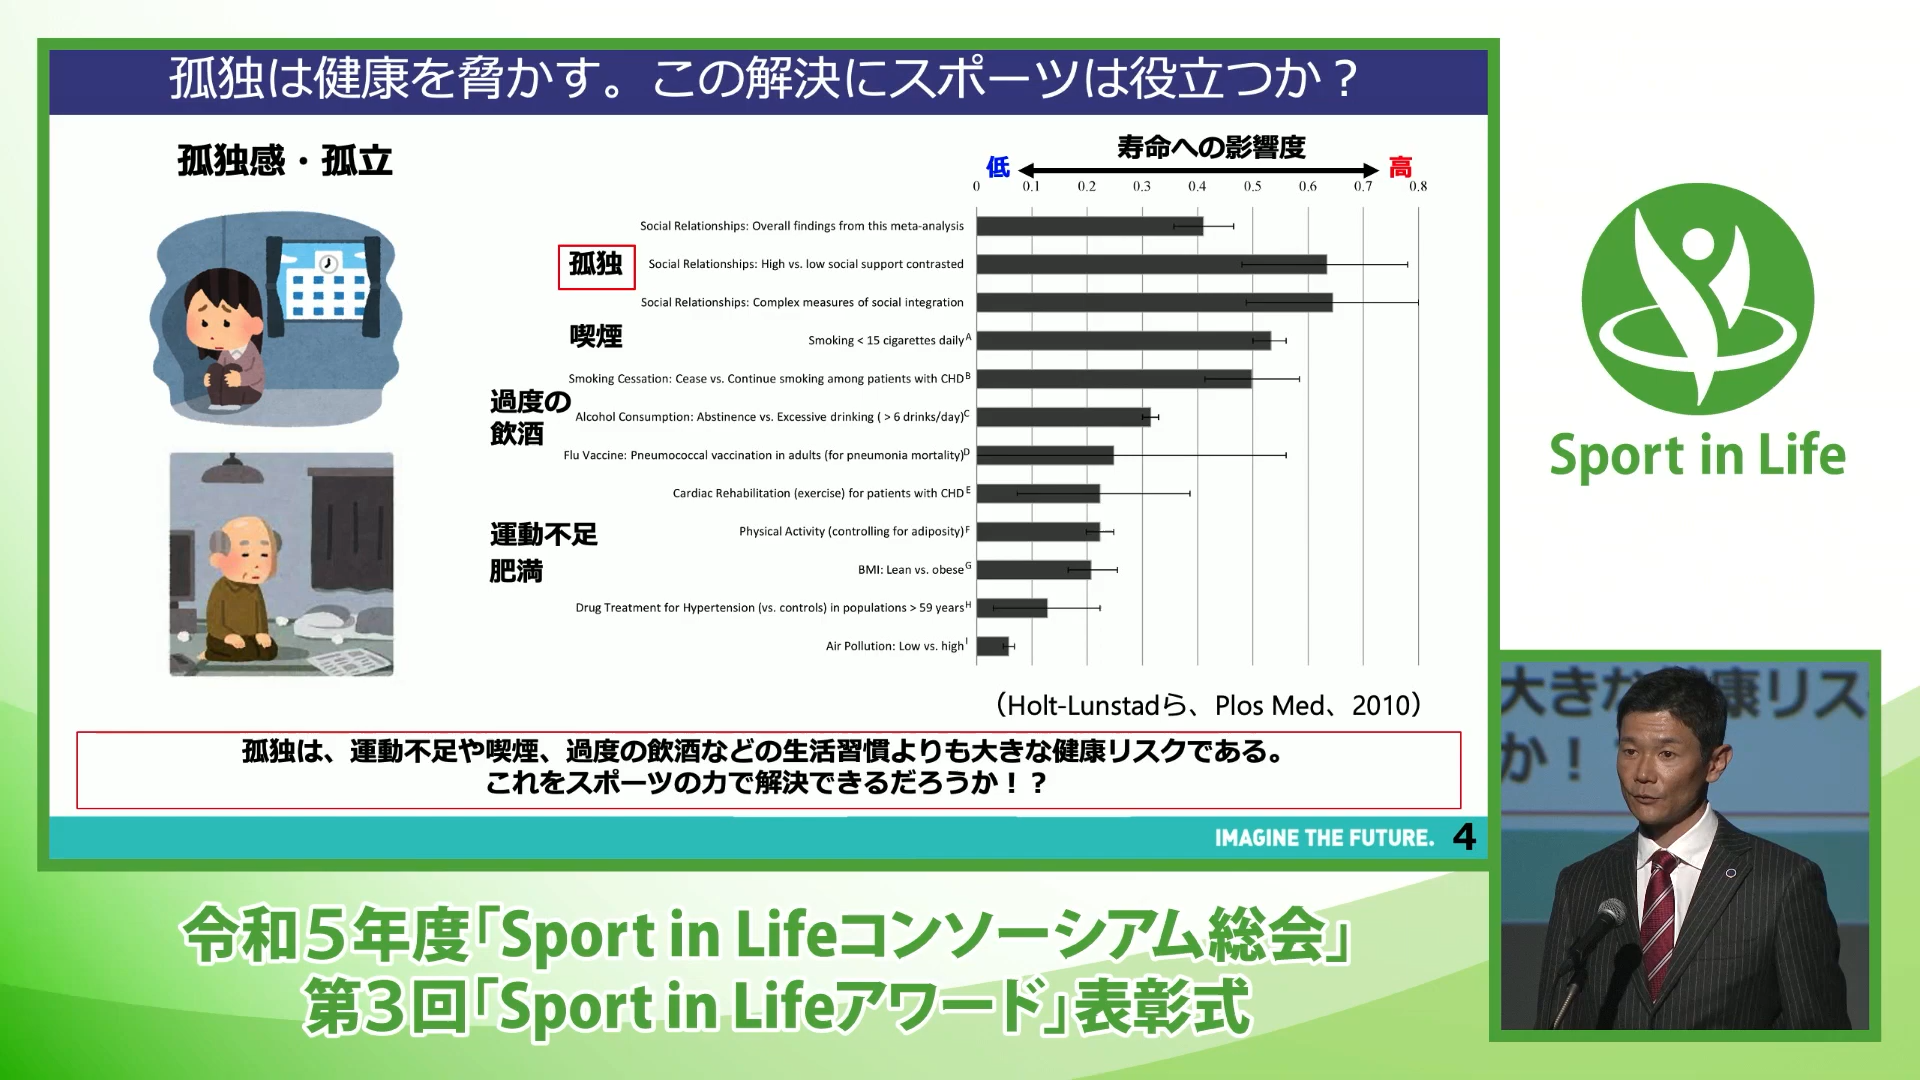 孤独は健康を脅かす。この解決にスポーツは役立つか？
孤独感・孤立
寿命への影響度
低
高
0 0.1 0.2 0.3 0.4 0.5 0.6 0.7 0.8
Social Relationships: Overall findings from this meta-analysis
孤独
Social Relationships: High vs. low social support contrasted
Social Relationships: Complex measures of social integration
喫煙
Smoking < 15 cigarettes daily A
Smoking Cessation: Cease vs. Continue smoking among patients with CHD B
過度の
飲酒
Alcohol Consumption: Abstinence vs. Excessive drinking ( > 6 drinks/day) C
Flu Vaccine: Pneumococcal vaccination in adults (for pneumonia mortality) D
Cardiac Rehabilitation (exercise) for patients with CHD E
運動不足
Physical Activity (controlling for adiposity) F
肥満
BMI: Lean vs. obese G
Drug Treatment for Hypertension (vs. controls) in populations > 59 years H
Air Pollution: Low vs. high I
（Holt-Lunstadら、Plos Med、2010）
孤独は、運動不足や喫煙、過度の飲酒などの生活習慣よりも大きな健康リスクである。
これをスポーツの力で解決できるだろうか！？
IMAGINE THE FUTURE. 4
Sport in Life
大きな健康リス
か！
令和５年度「Sport in Lifeコンソーシアム総会」
第３回「Sport in Lifeアワード」表彰式